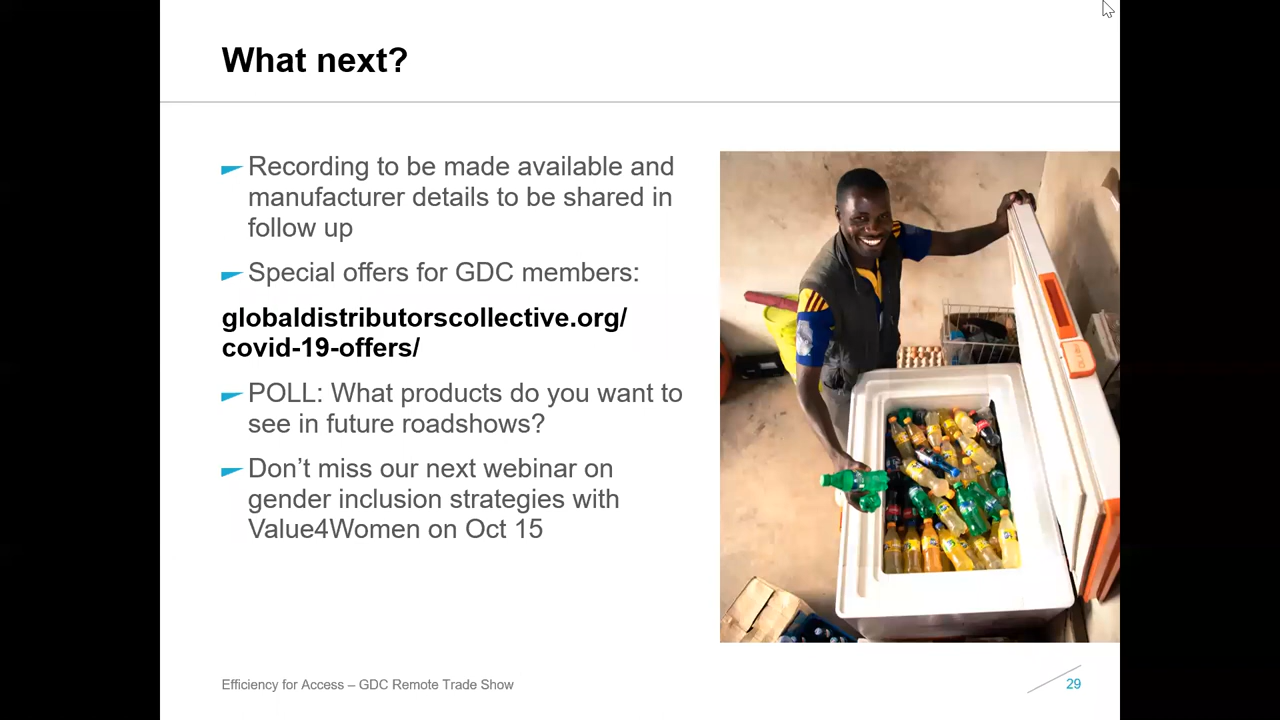 What next?
Recording to be made available and
manufacturer details to be shared in
follow up
Special offers for GDC members:
globaldistributorscollective.org/
covid-19-offers/
POLL: What products do you want to
see in future roadshows?
Don’t miss our next webinar on
gender inclusion strategies with
Value4Women on Oct 15
Efficiency for Access – GDC Remote Trade Show
29